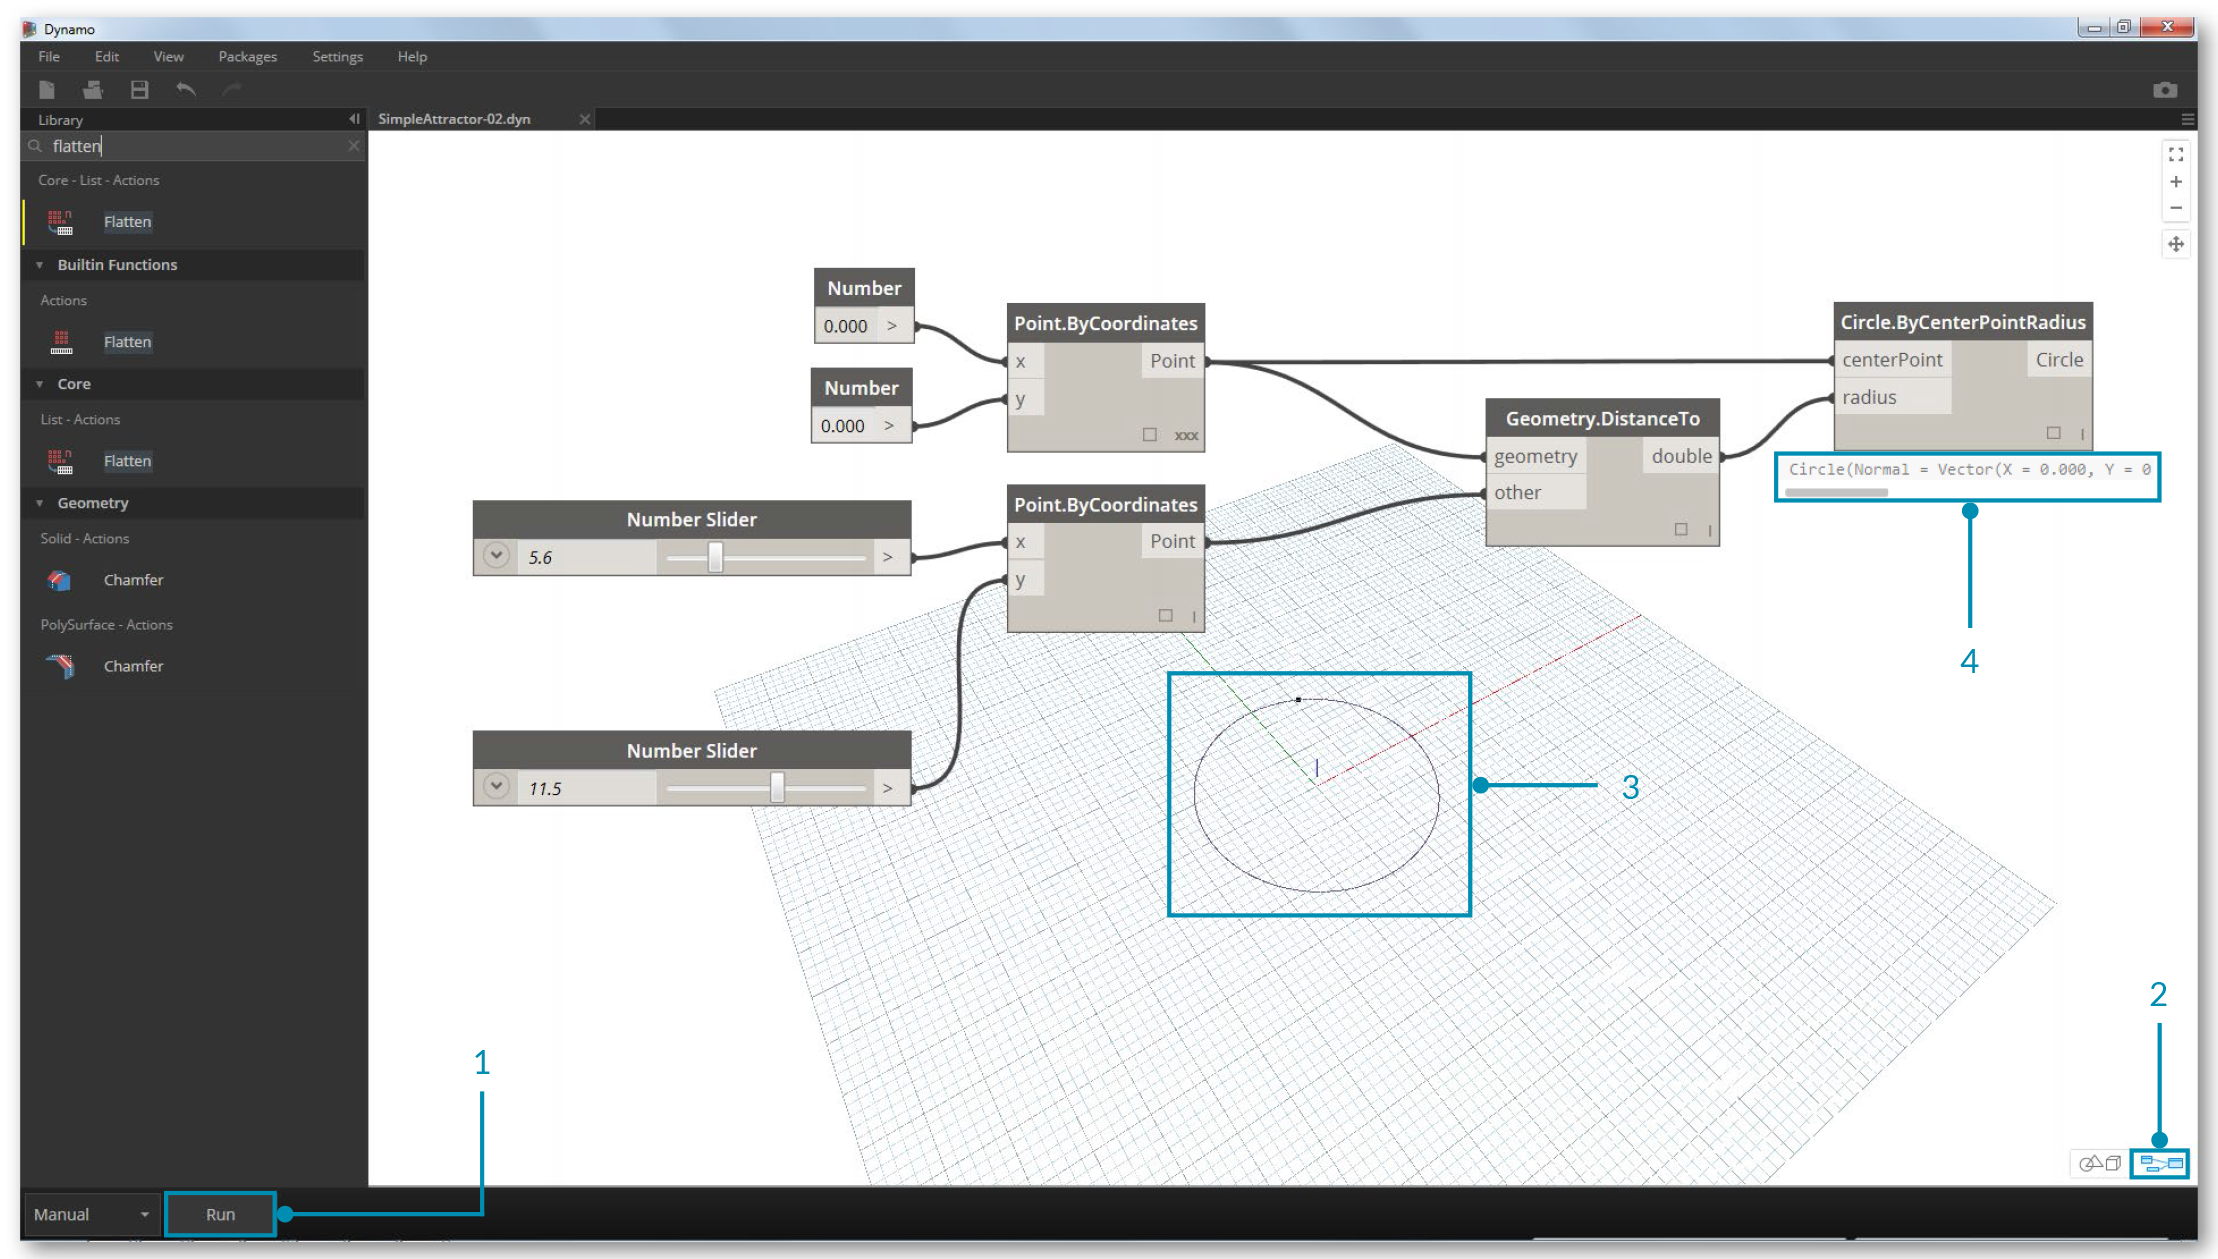 Dynamo
File Edit View Packages Settings Help
Library
SimpleAttractor-02.dyn
flatten
Core - List - Actions
Flatten
Builtin Functions
Actions
Flatten
Core
List - Actions
Flatten
Geometry
Solid - Actions
Chamfer
PolySurface - Actions
Chamfer
Number
0.000 >
Number
0.000 >
Point.ByCoordinates
x Point
y
xxx
Number Slider
5.6 >
Point.ByCoordinates
x Point
y
|
Number Slider
11.5 >
Geometry.DistanceTo
geometry double
other
|
Circle.ByCenterPointRadius
centerPoint Circle
radius
|
Circle(Normal = Vector(X = 0.000, Y = 0
4
3
2
1
Manual Run